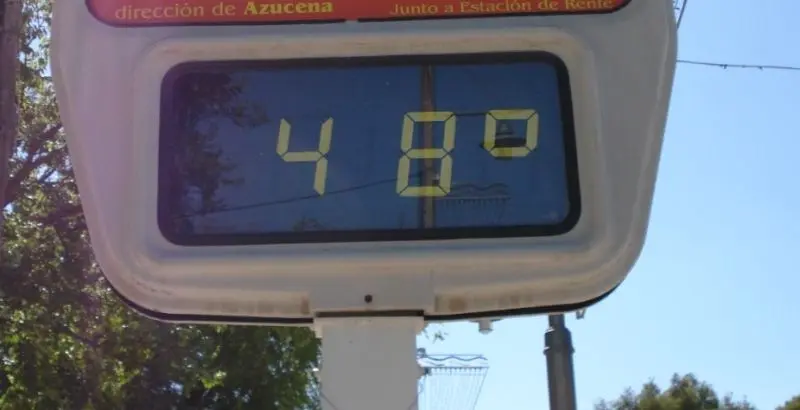 dirección de Azucena
Junto a Estación de Renfe
48°